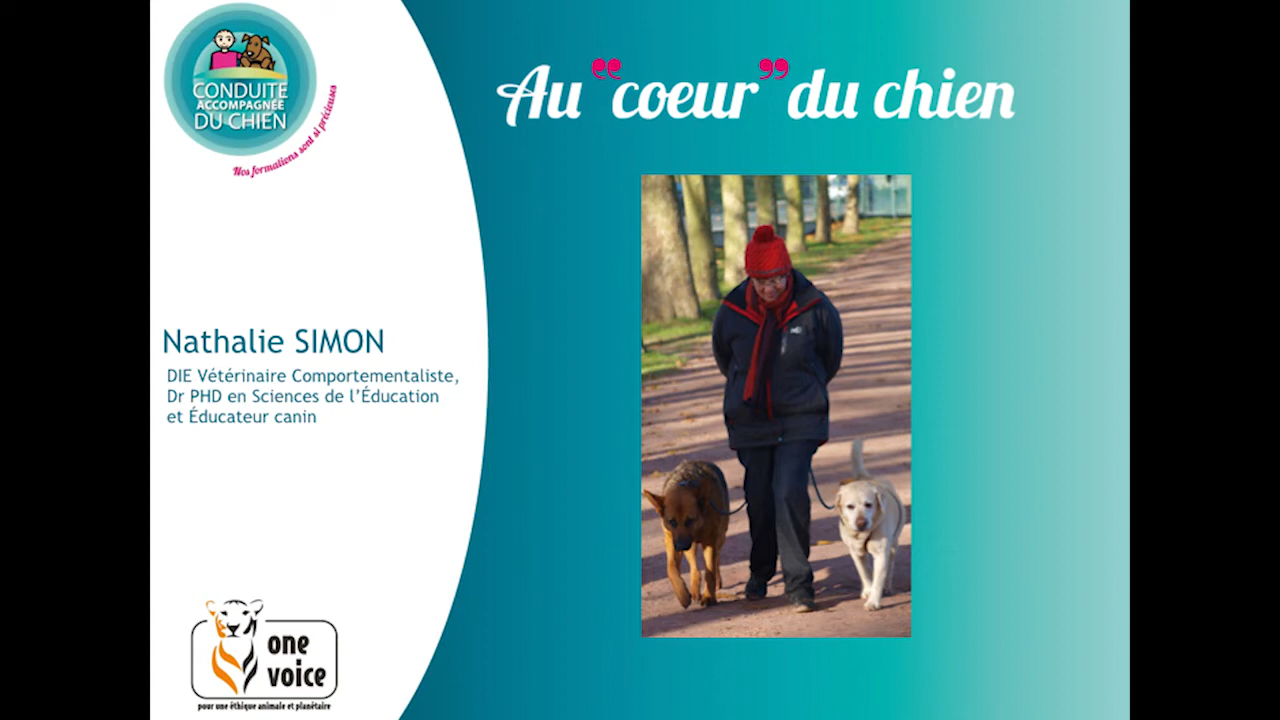 CONDUITE
ACCOMPAGNÉE
DU CHIEN
Nos formations sont si précieuses
Au “coeur” du chien
Nathalie SIMON
DIE Vétérinaire Comportementaliste,
Dr PHD en Sciences de l’Éducation
et Éducateur canin
one
voice
pour une éthique animale et planétaire